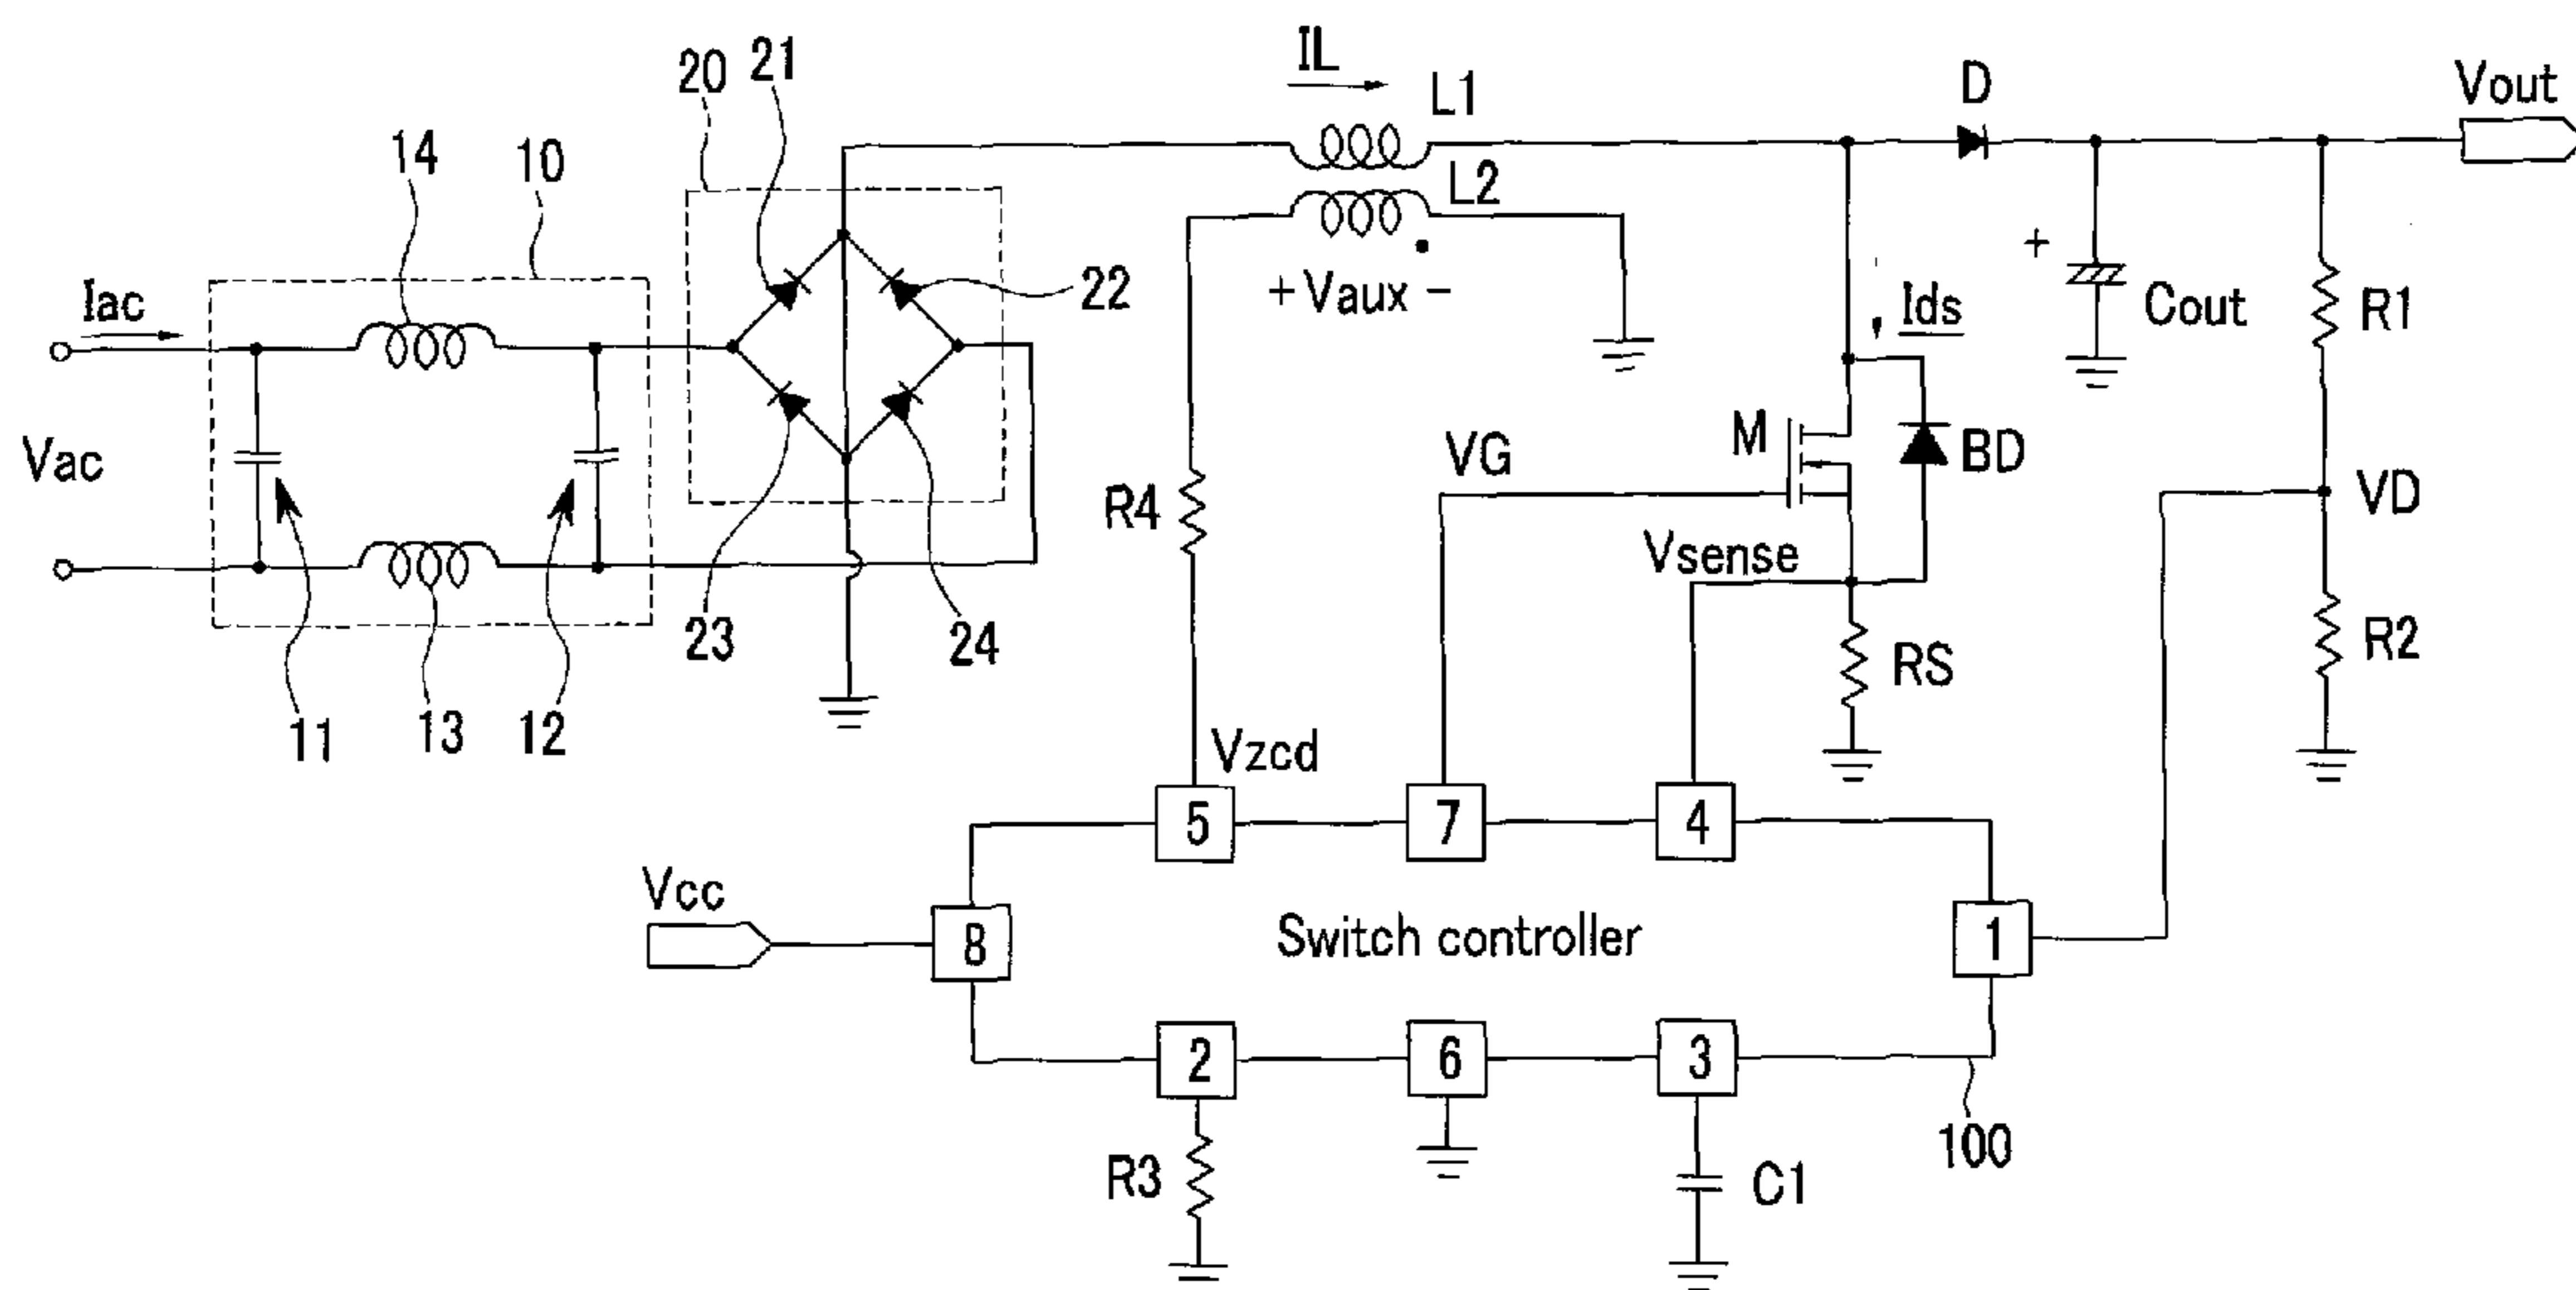 IL
L1
D
Vout
20
21
14
10
L2
22
+Vaux -
Iac
Ids
+
Cout
R1
Vac
M
BD
VG
R4
VD
Vsense
23
24
RS
R2
11
13
12
Vzcd
5
7
4
Vcc
8
Switch controller
1
2
6
3
100
R3
C1